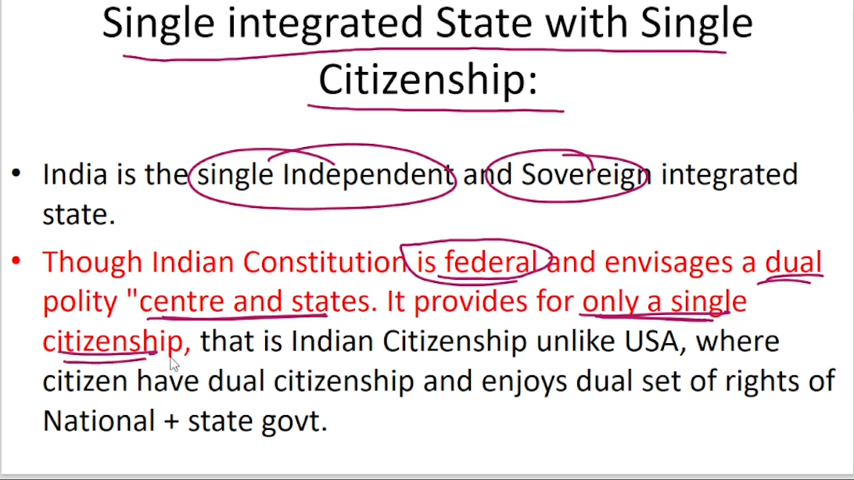 Single integrated State with Single
Citizenship:
• India is the single Independent and Sovereign integrated
state.
• Though Indian Constitution is federal and envisages a dual
polity "centre and states. It provides for only a single
citizenship, that is Indian Citizenship unlike USA, where
citizen have dual citizenship and enjoys dual set of rights of
National + state govt.